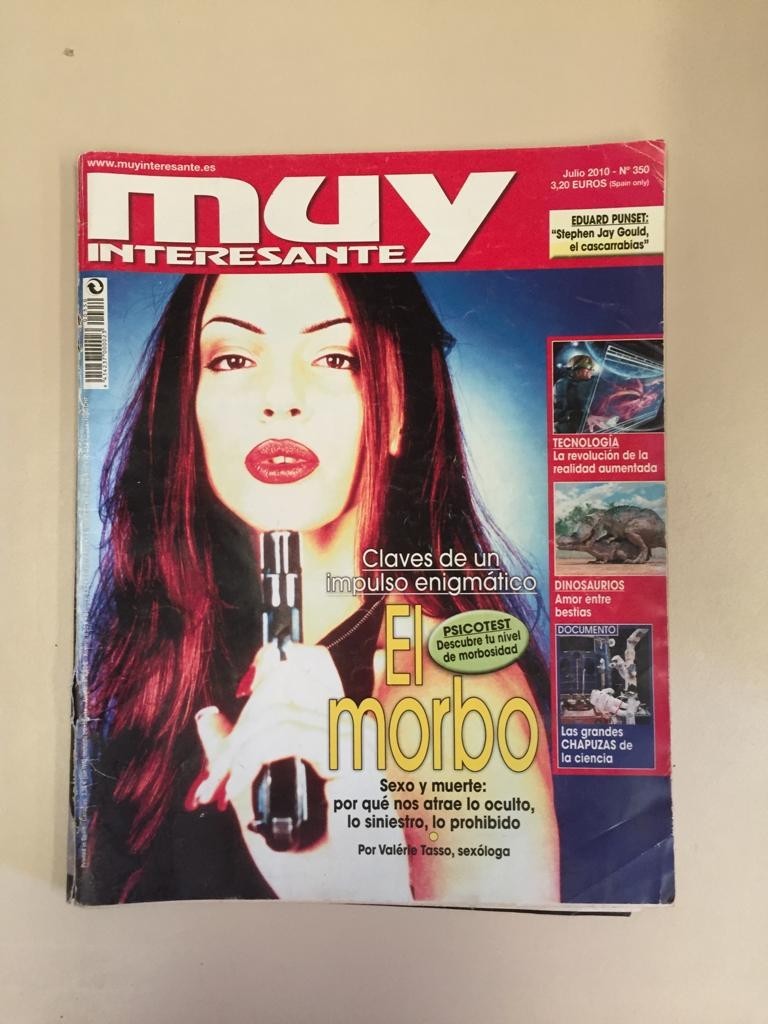 www.muyinteresante.es
muy
INTERESANTE
Julio 2010 - Nº 350
3,20 EUROS (Spain only)
EDUARD PUNSET:
"Stephen Jay Gould,
el cascarrabias"
TECNOLOGÍA
La revolución de la
realidad aumentada
DINOSAURIOS
Amor entre
bestias
DOCUMENTO
Las grandes
CHAPUZAS de
la ciencia
Claves de un
impulso enigmático
El
morbo
PSICOTEST
Descubre tu nivel
de morbosidad
Sexo y muerte:
por qué nos atrae lo oculto,
lo siniestro, lo prohibido
Por Valérie Tasso, sexóloga